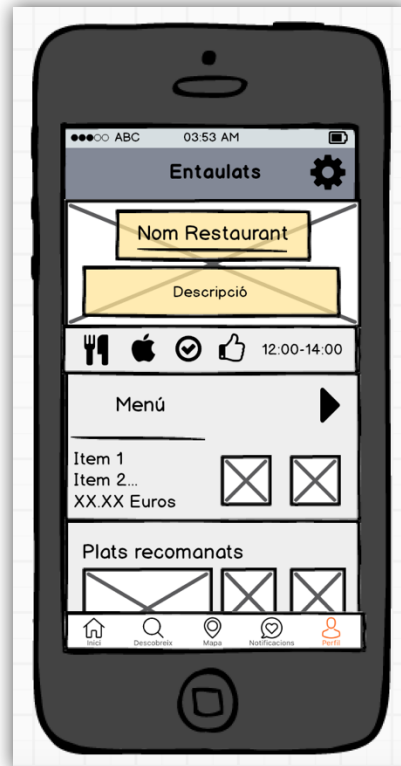 ABC 03:53 AM
Entaulats
Nom Restaurant
Descripció
12:00-14:00
Menú
Item 1
Item 2...
XX.XX Euros
Plats recomanats
Inici Descobreix Mapa Notificacions Perfil